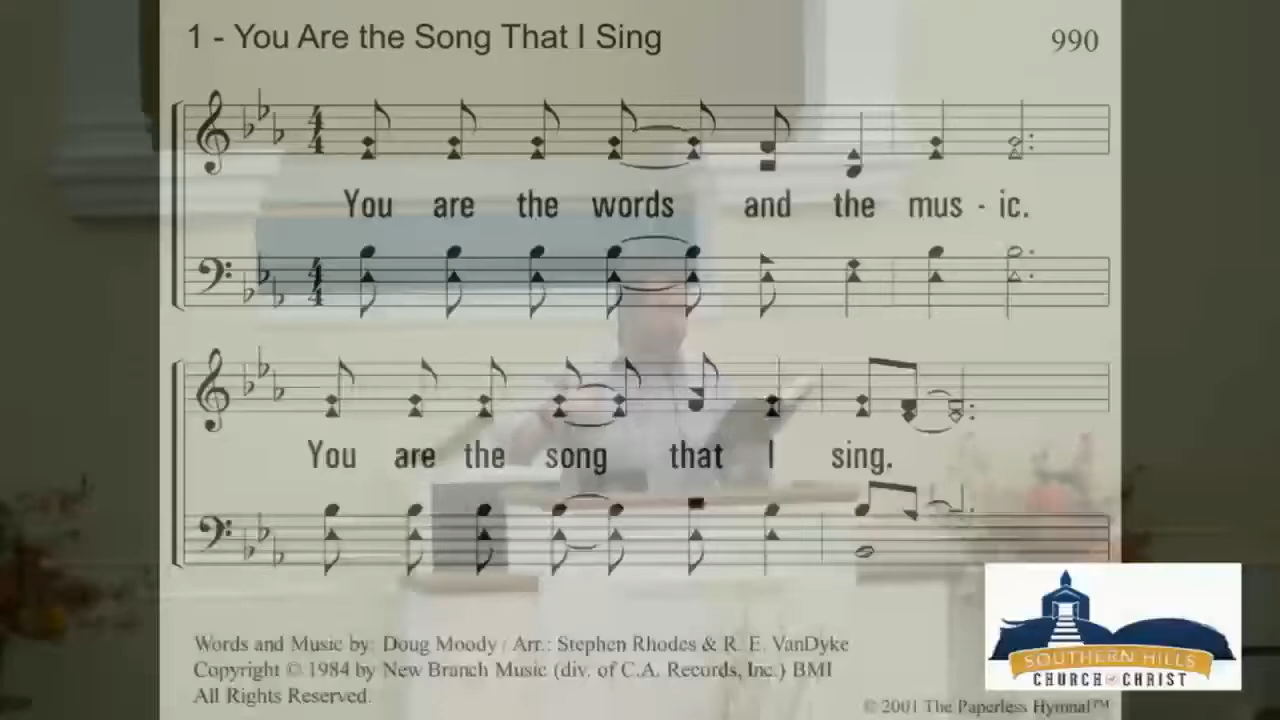 1 - You Are the Song That I Sing
990
You are the words and the mus - ic.
You are the song that I sing.
Words and Music by: Doug Moody / Arr.: Stephen Rhodes & R. E. VanDyke
Copyright © 1984 by New Branch Music (div. of C.A. Records, Inc.) BMI
All Rights Reserved.
© 2001 The Paperless Hymnal™
SOUTHERN HILLS
CHURCH of CHRIST